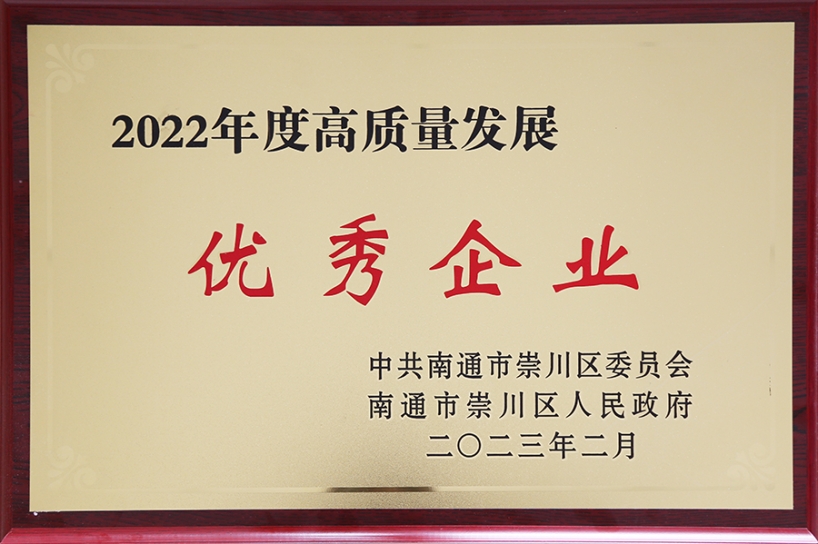 2022年度高质量发展
优秀企业
中共南通市崇川区委员会
南通市崇川区人民政府
二〇二三年二月